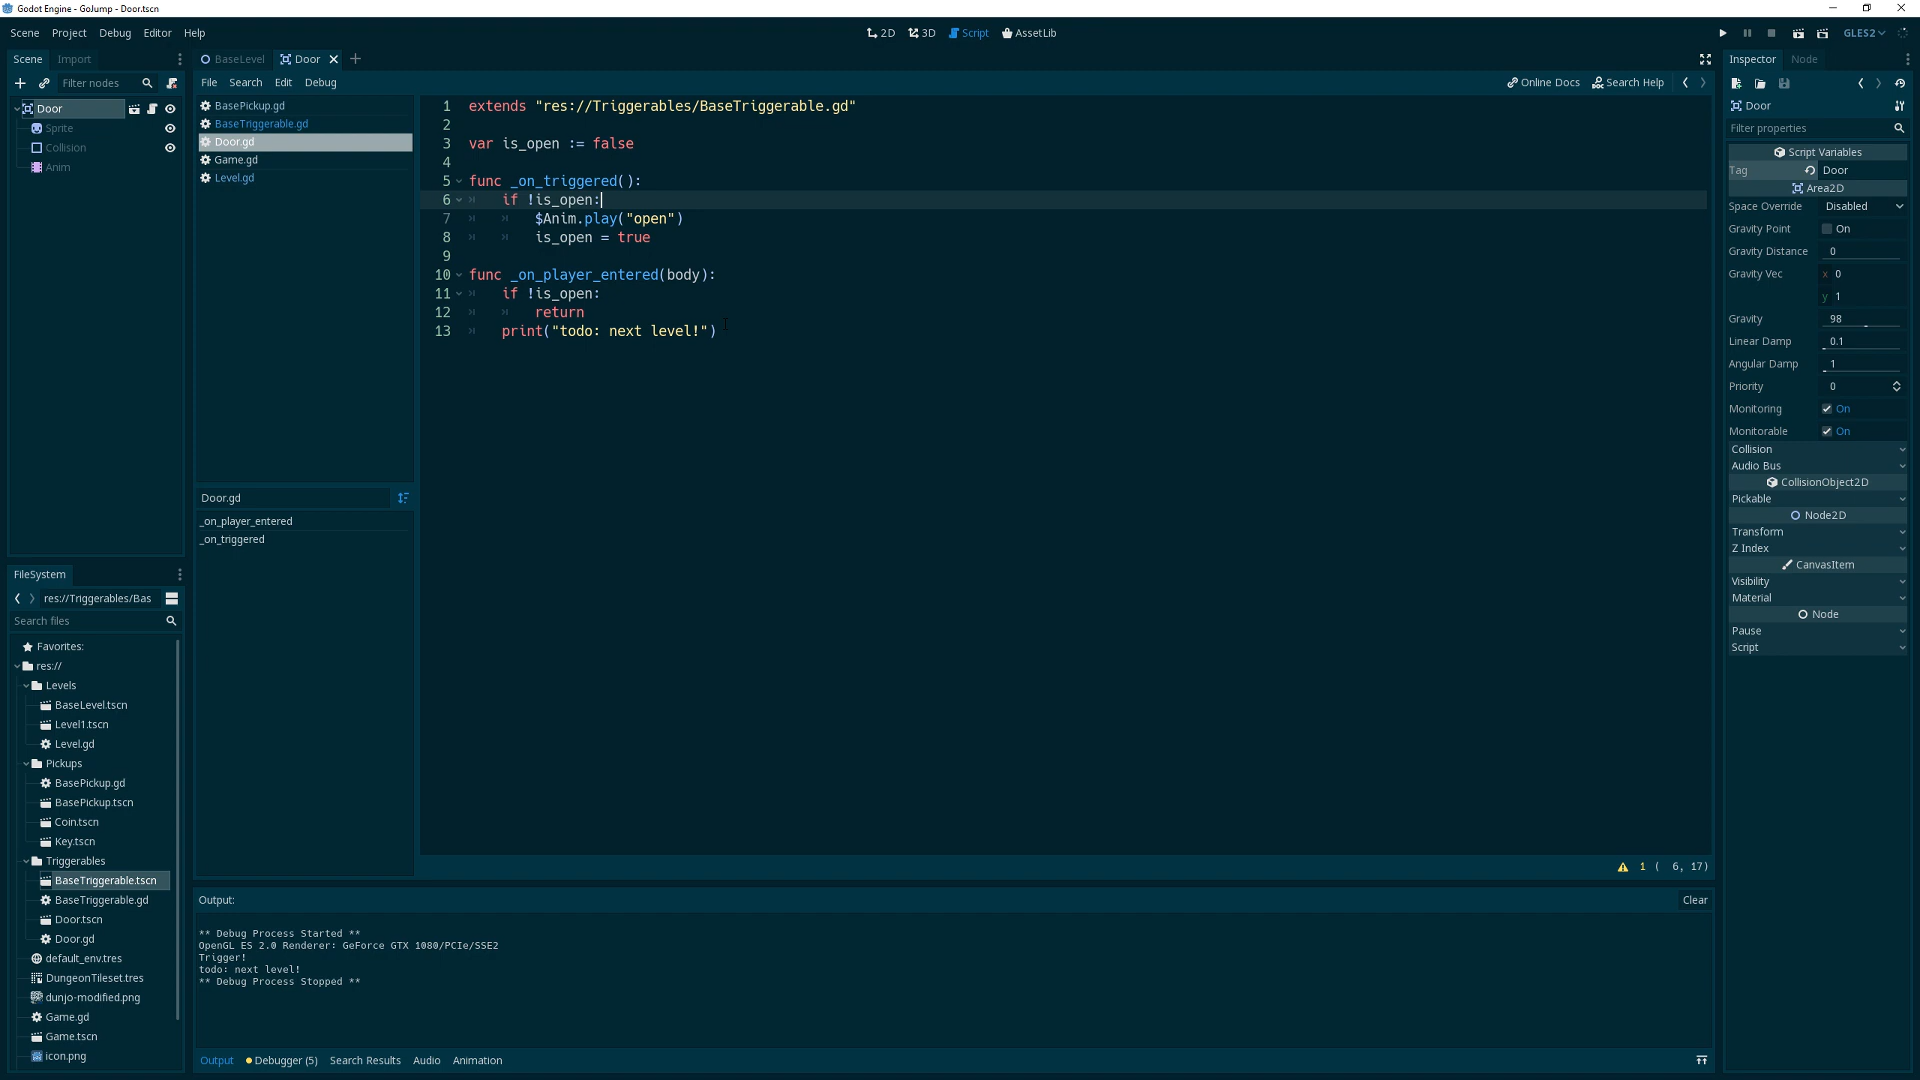 Godot Engine - GoJump - Door.tscn
Scene Project Debug Editor Help
2D 3D Script AssetLib
GLES2
Scene Import
Filter nodes
Door
Sprite
Collision
Anim
BaseLevel Door
File Search Edit Debug
Online Docs Search Help
BasePickup.gd
BaseTriggerable.gd
Door.gd
Game.gd
Level.gd
Door.gd
_on_player_entered
_on_triggered
1 extends "res://Triggerables/BaseTriggerable.gd"
2
3 var is_open := false
4
5 func _on_triggered():
6 if !is_open:
7 $Anim.play("open")
8 is_open = true
9
10 func _on_player_entered(body):
11 if !is_open:
12 return
13 print("todo: next level!")
1 ( 6, 17)
FileSystem
res://Triggerables/Bas
Search files
Favorites:
res://
Levels
BaseLevel.tscn
Level1.tscn
Level.gd
Pickups
BasePickup.gd
BasePickup.tscn
Coin.tscn
Key.tscn
Triggerables
BaseTriggerable.tscn
BaseTriggerable.gd
Door.tscn
Door.gd
default_env.tres
DungeonTileset.tres
dunjo-modified.png
Game.gd
Game.tscn
icon.png
Output:
Clear
** Debug Process Started **
OpenGL ES 2.0 Renderer: GeForce GTX 1080/PCIe/SSE2
Trigger!
todo: next level!
** Debug Process Stopped **
Output Debugger (5) Search Results Audio Animation
Inspector Node
Door
Filter properties
Script Variables
Tag Door
Area2D
Space Override Disabled
Gravity Point On
Gravity Distance 0
Gravity Vec x 0
y 1
Gravity 98
Linear Damp 0.1
Angular Damp 1
Priority 0
Monitoring On
Monitorable On
Collision
Audio Bus
CollisionObject2D
Pickable
Node2D
Transform
Z Index
CanvasItem
Visibility
Material
Node
Pause
Script